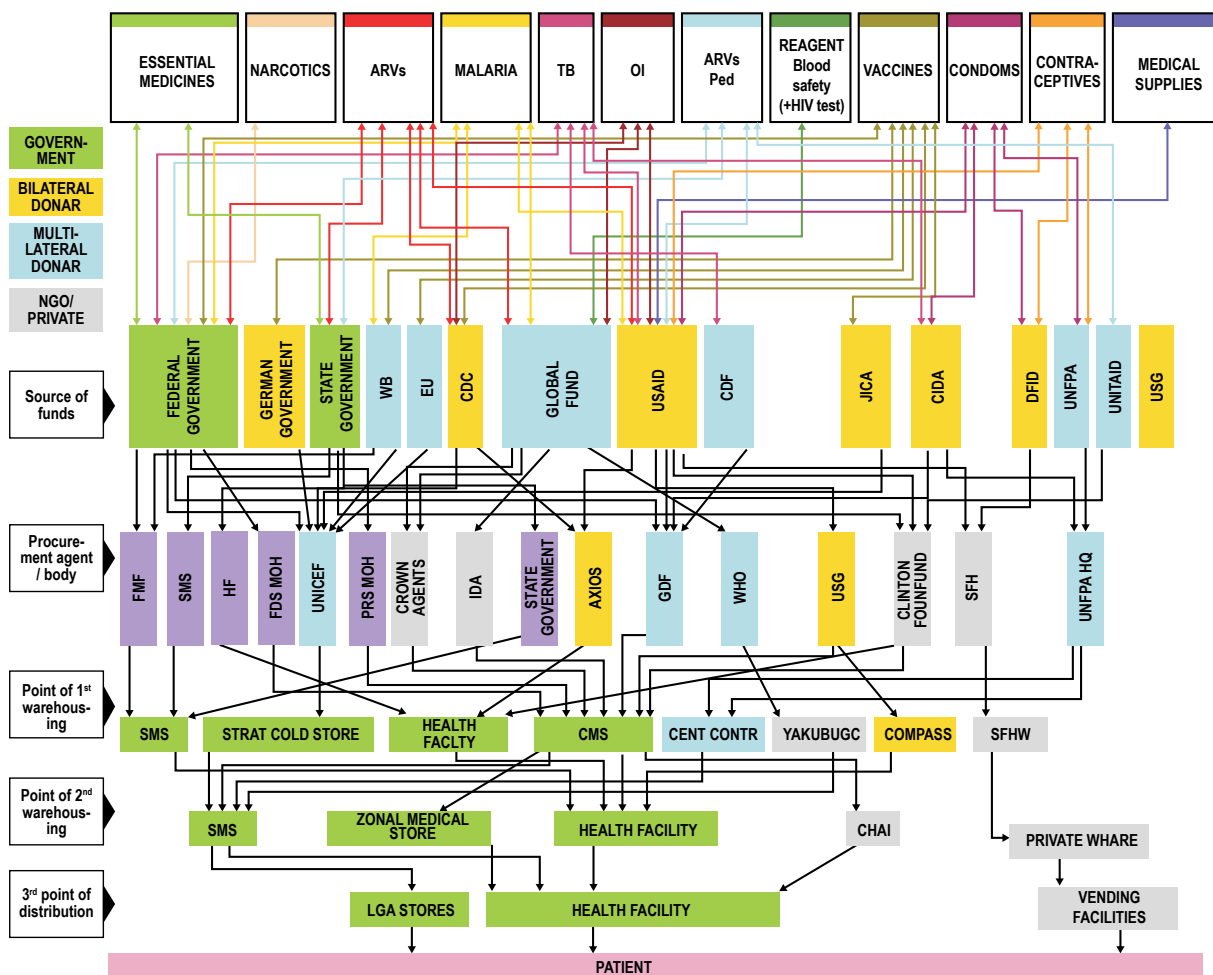 ESSENTIAL
MEDICINES
NARCOTICS
ARVs
MALARIA
TB
OI
ARVs
Ped
REAGENT
Blood
safety
(+HIV test)
VACCINES
CONDOMS
CONTRA-
CEPTIVES
MEDICAL
SUPPLIES
GOVERN-
MENT
BILATERAL
DONAR
MULTI-
LATERAL
DONAR
NGO/
PRIVATE
Source of
funds
FEDERAL
GOVERNMENT
GERMAN
GOVERNMENT
STATE
GOVERNMENT
WB
EU
CDC
GLOBAL
FUND
USAID
CDF
JICA
CIDA
DFID
UNFPA
UNITAID
USG
Procure-
ment agent
/ body
FMF
SMS
HF
FDS MOH
UNICEF
PRS MOH
CROWN
AGENTS
IDA
STATE
GOVERNMENT
AXIOS
GDF
WHO
USG
CLINTON
FOUNFUND
SFH
UNFPA HQ
Point of 1st
warehous-
ing
SMS
STRAT COLD STORE
HEALTH
FACLTY
CMS
CENT CONTR
YAKUBUGC
COMPASS
SFHW
Point of 2nd
warehous-
ing
SMS
ZONAL MEDICAL
STORE
HEALTH FACILITY
CHAI
PRIVATE WHARE
3rd point of
distribution
LGA STORES
HEALTH FACILITY
VENDING
FACILITIES
PATIENT